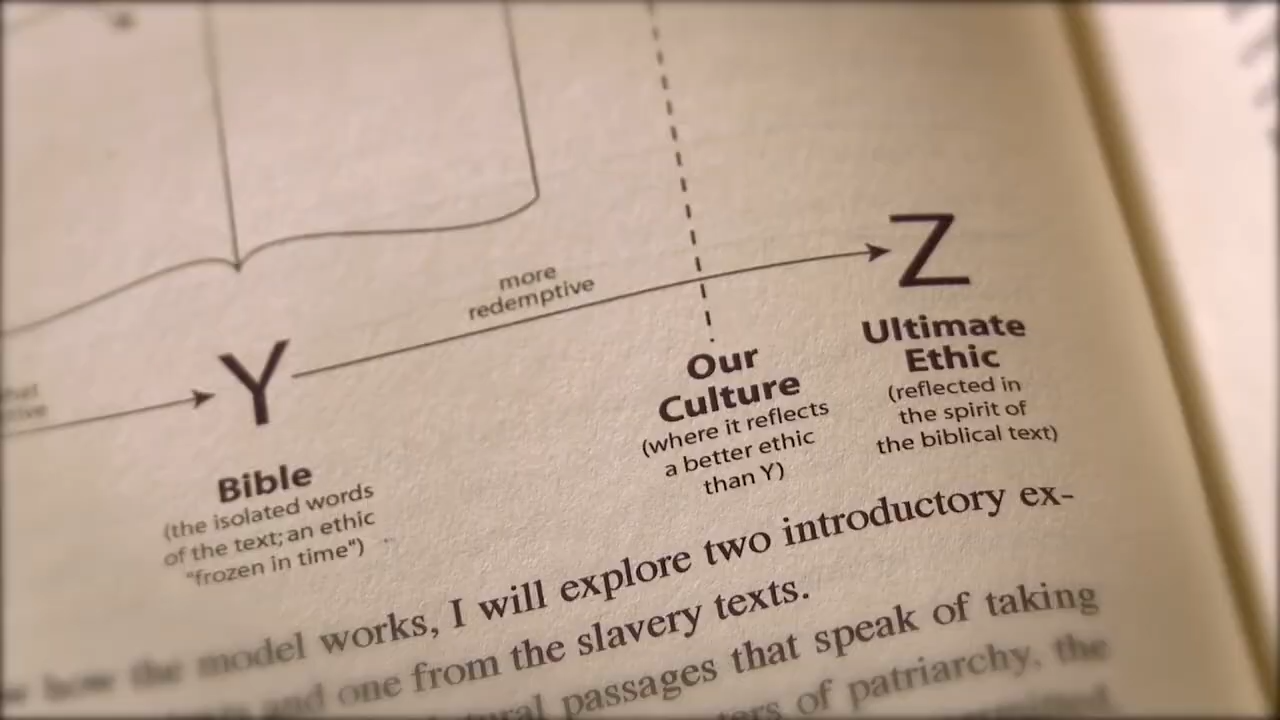 more
redemptive
Z
Ultimate
Ethic
(reflected in
the spirit of
the biblical text)
Y
Our
Culture
(where it reflects
a better ethic
than Y)
Bible
(the isolated words
of the text; an ethic
"frozen in time")
how the model works, I will explore two introductory ex-
and one from the slavery texts.
passages that speak of taking
of patriarchy, the